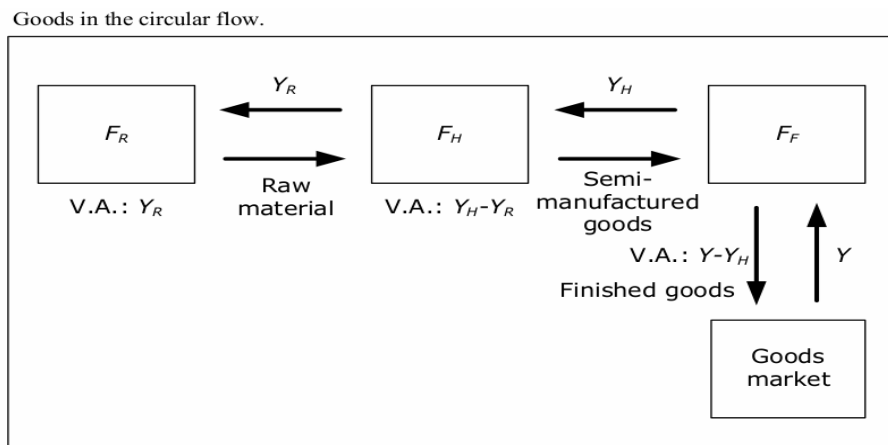 Goods in the circular flow.
Y_R
Y_H
F_R
F_H
F_F
Raw
material
Semi-
manufactured
goods
V.A.: Y_R
V.A.: Y_H-Y_R
V.A.: Y-Y_H
Y
Finished goods
Goods
market